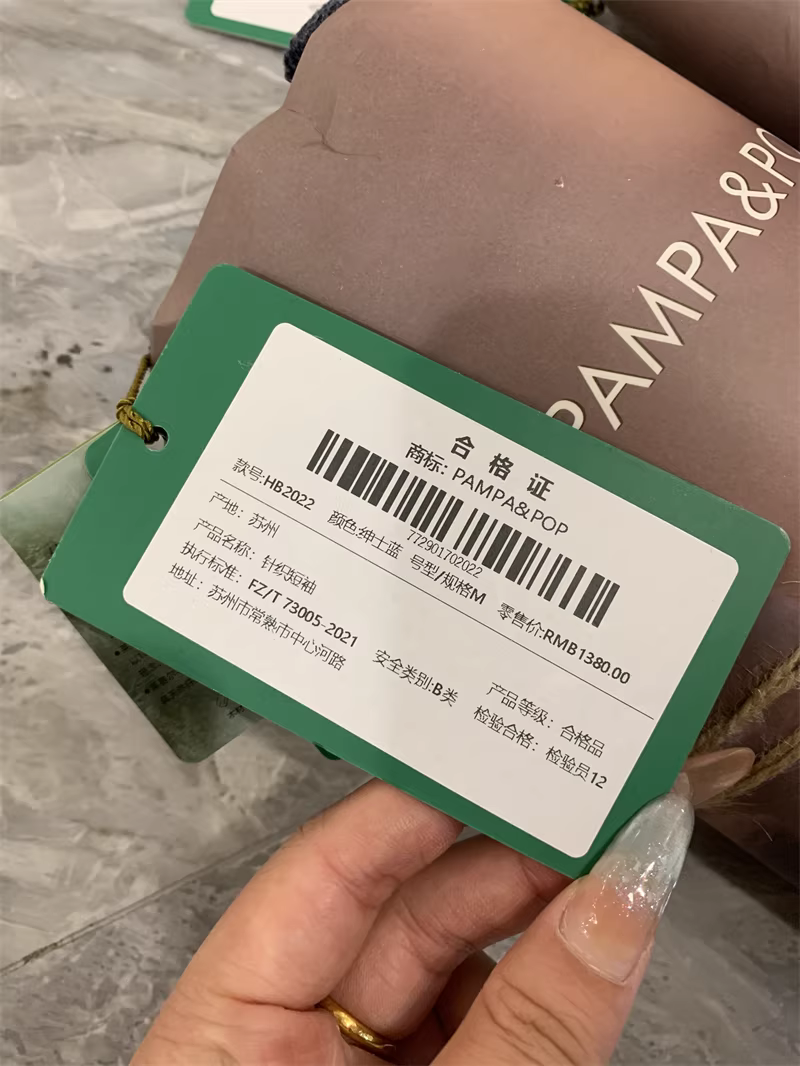 PAMPA&PO
合格证
商标: PAMPA&POP
772901702022
款号:HB2022 颜色:绅士蓝 号型/规格M 零售价:RMB1380.00
产地: 苏州
产品名称: 针织短袖 产品等级: 合格品
执行标准: FZ/T 73005-2021 安全类别:B类 检验合格: 检验员12
地址: 苏州市常熟市中心河路